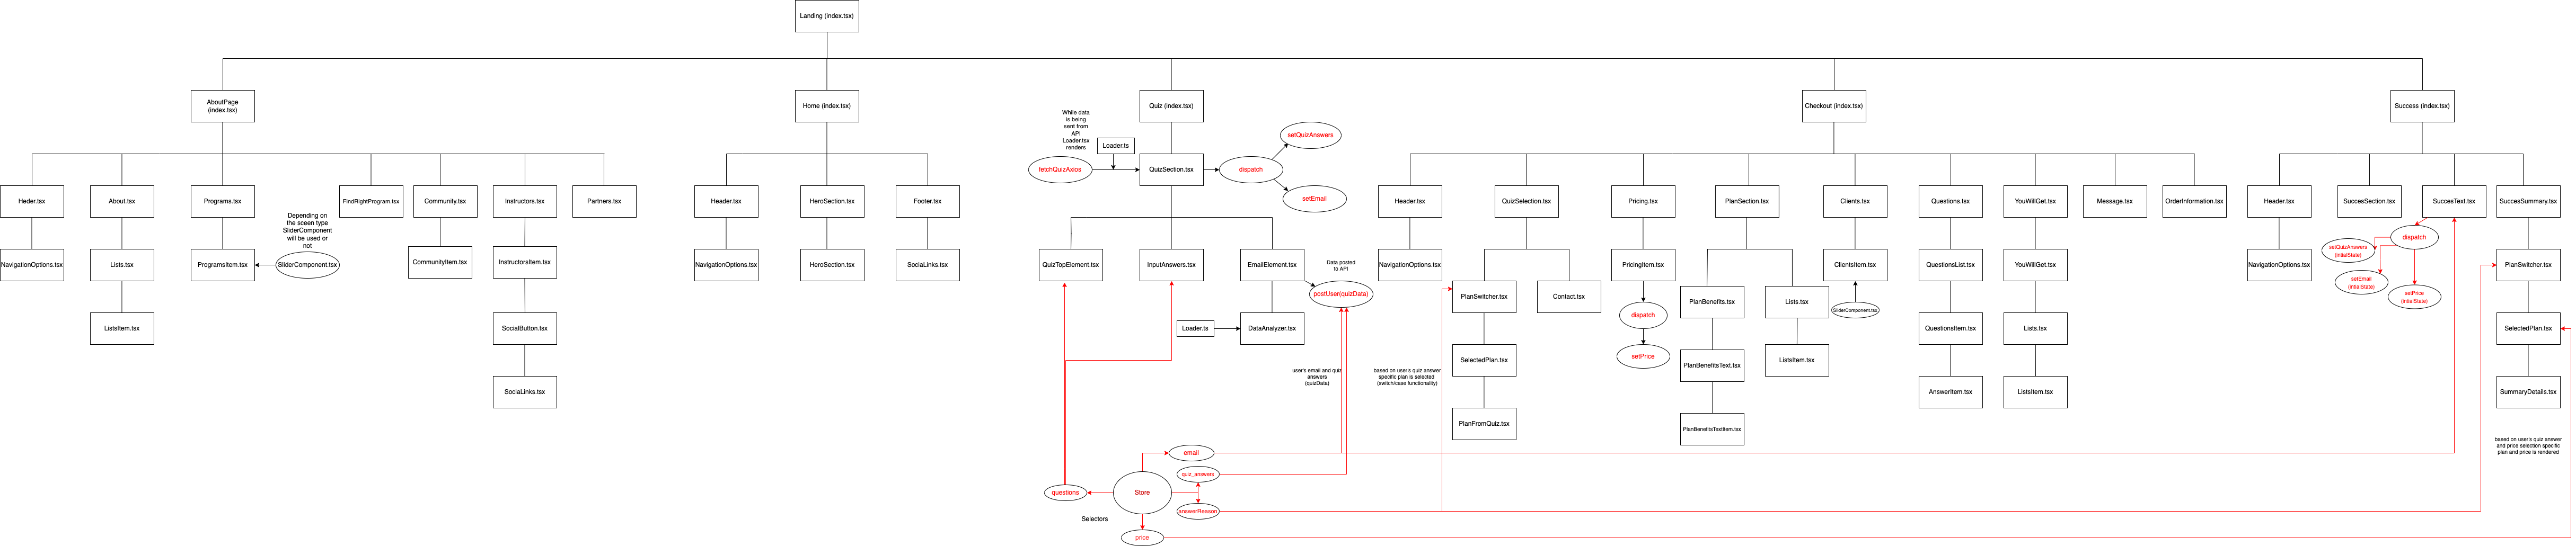 Landing (index.tsx)
AboutPage
(index.tsx)
Home (index.tsx)
Quiz (index.tsx)
Checkout (index.tsx)
Success (index.tsx)
While data
is being
sent from
API
Loader.tsx
renders
Loader.ts
fetchQuizAxios
QuizSection.tsx
dispatch
setQuizAnswers
setEmail
Heder.tsx
About.tsx
Programs.tsx
FindRightProgram.tsx
Community.tsx
Instructors.tsx
Partners.tsx
Header.tsx
HeroSection.tsx
Footer.tsx
Header.tsx
QuizSelection.tsx
Pricing.tsx
PlanSection.tsx
Clients.tsx
Questions.tsx
YouWillGet.tsx
Message.tsx
OrderInformation.tsx
Header.tsx
SuccesSection.tsx
SuccesText.tsx
SuccesSummary.tsx
Depending on
the sceen type
SliderComponent
will be used or
not
NavigationOptions.tsx
Lists.tsx
ProgramsItem.tsx
SliderComponent.tsx
CommunityItem.tsx
InstructorsItem.tsx
NavigationOptions.tsx
HeroSection.tsx
SociaLinks.tsx
QuizTopElement.tsx
InputAnswers.tsx
EmailElement.tsx
Data posted
to API
postUser(quizData)
NavigationOptions.tsx
PricingItem.tsx
ClientsItem.tsx
QuestionsList.tsx
YouWillGet.tsx
NavigationOptions.tsx
dispatch
setQuizAnswers
(intialState)
setEmail
(intialState)
setPrice
(intialState)
PlanSwitcher.tsx
PlanSwitcher.tsx
Contact.tsx
PlanBenefits.tsx
Lists.tsx
SliderComponent.tsx
dispatch
ListsItem.tsx
SocialButton.tsx
Loader.ts
DataAnalyzer.tsx
QuestionsItem.tsx
Lists.tsx
SelectedPlan.tsx
setPrice
SelectedPlan.tsx
PlanBenefitsText.tsx
ListsItem.tsx
user's email and quiz
answers
(quizData)
based on user's quiz answer
specific plan is selected
(switch/case functionality)
SociaLinks.tsx
AnswerItem.tsx
ListsItem.tsx
SummaryDetails.tsx
PlanFromQuiz.tsx
PlanBenefitsTextItem.tsx
based on user's quiz answer
and price selection specific
plan and price is rendered
email
quiz_answers
questions
Store
answerReason
Selectors
price